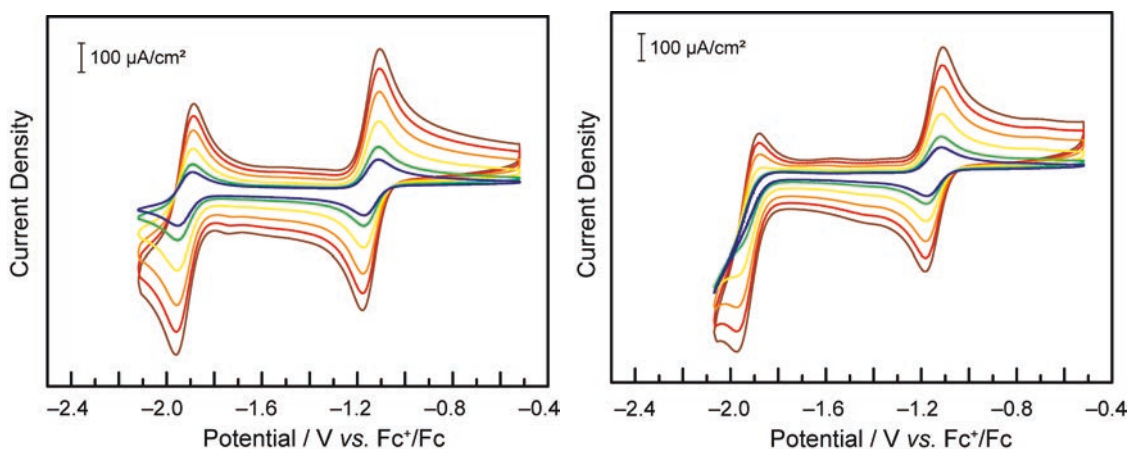 100 µA/cm²
Current Density
–2.4 –2.0 –1.6 –1.2 –0.8 –0.4
Potential / V vs. Fc⁺/Fc
100 µA/cm²
Current Density
–2.4 –2.0 –1.6 –1.2 –0.8 –0.4
Potential / V vs. Fc⁺/Fc